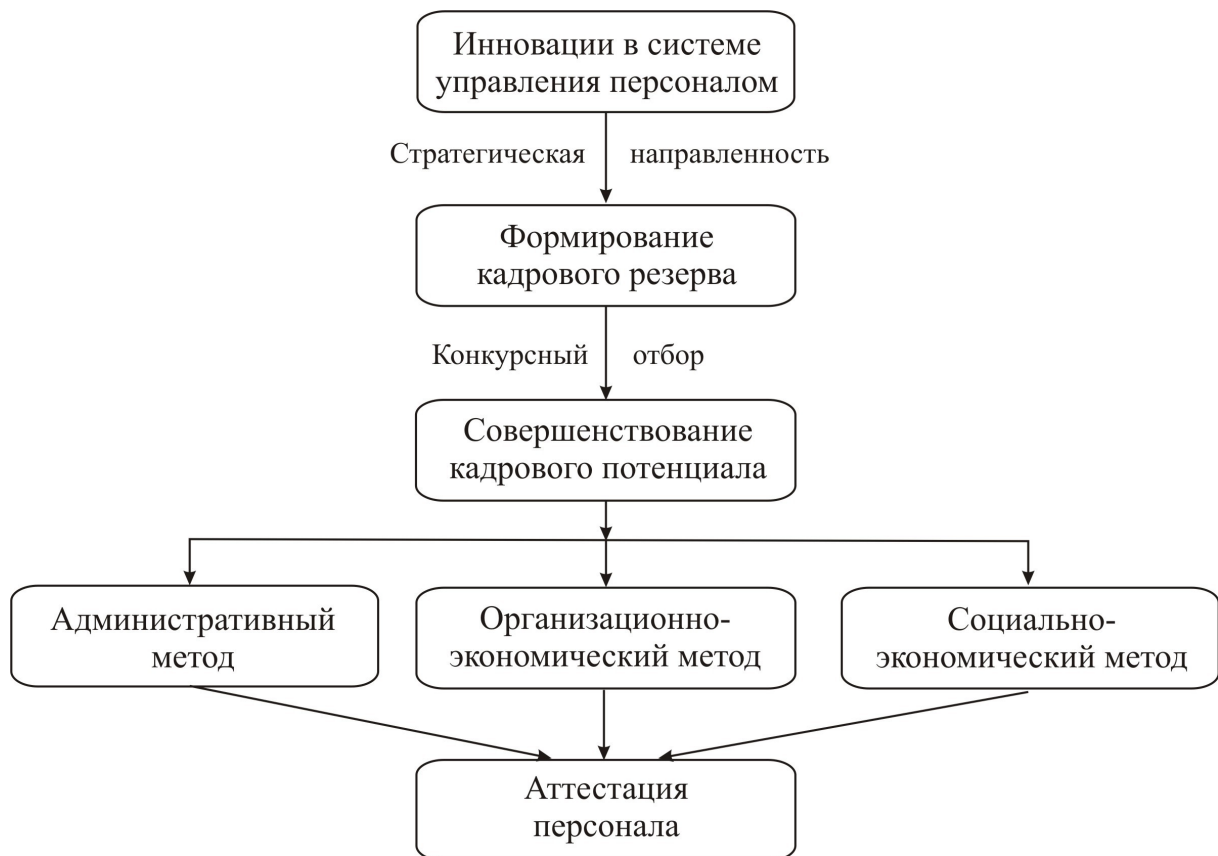 Инновации в системе
управления персоналом
Стратегическая направленность
Формирование
кадрового резерва
Конкурсный отбор
Совершенствование
кадрового потенциала
Административный
метод
Организационно-
экономический метод
Социально-
экономический метод
Аттестация
персонала